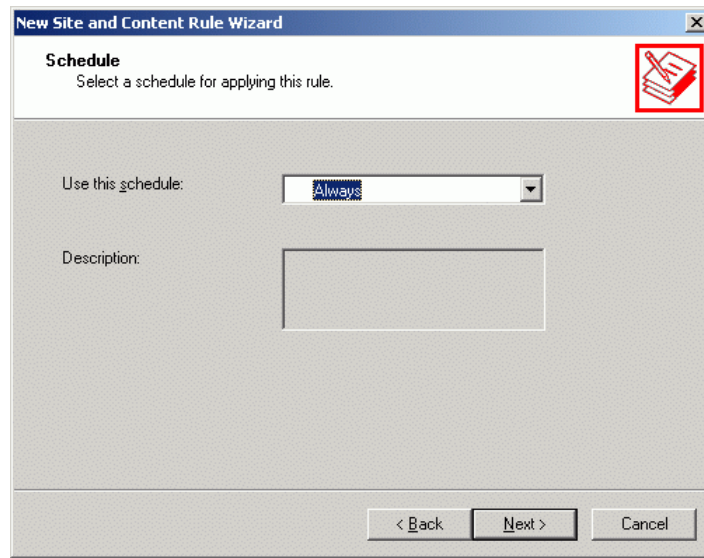 New Site and Content Rule Wizard
Schedule
Select a schedule for applying this rule.
Use this schedule:
Always
Description:
< Back
Next >
Cancel